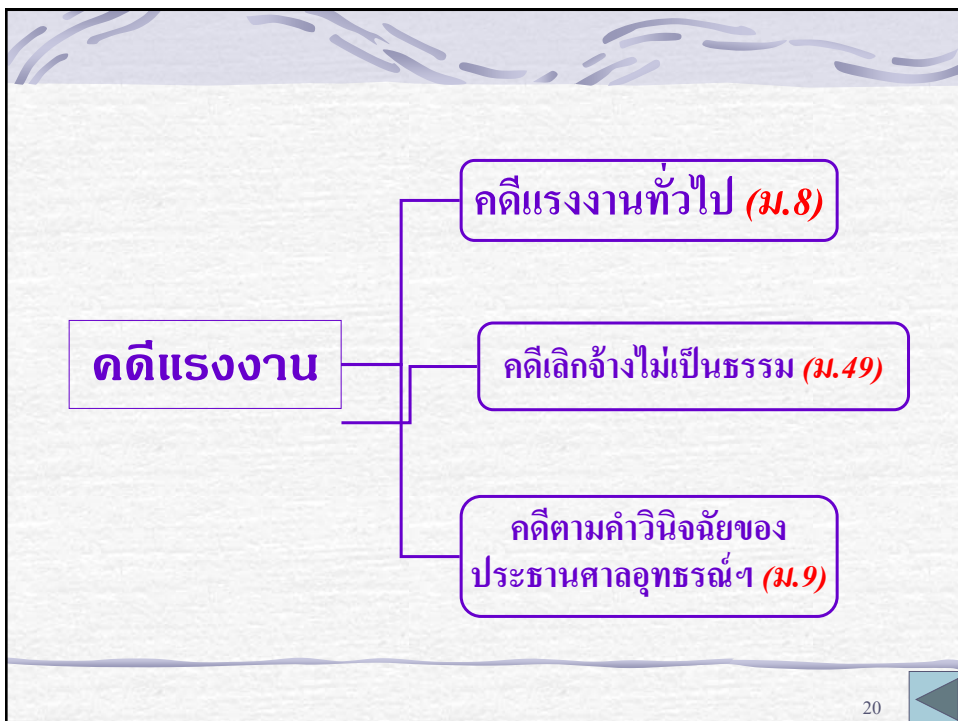 คดีแรงงานทั่วไป (ม.8)
คดีแรงงาน
คดีเลิกจ้างไม่เป็นธรรม (ม.49)
คดีตามคำวินิจฉัยของ
ประธานศาลอุทธรณ์ฯ (ม.9)
20